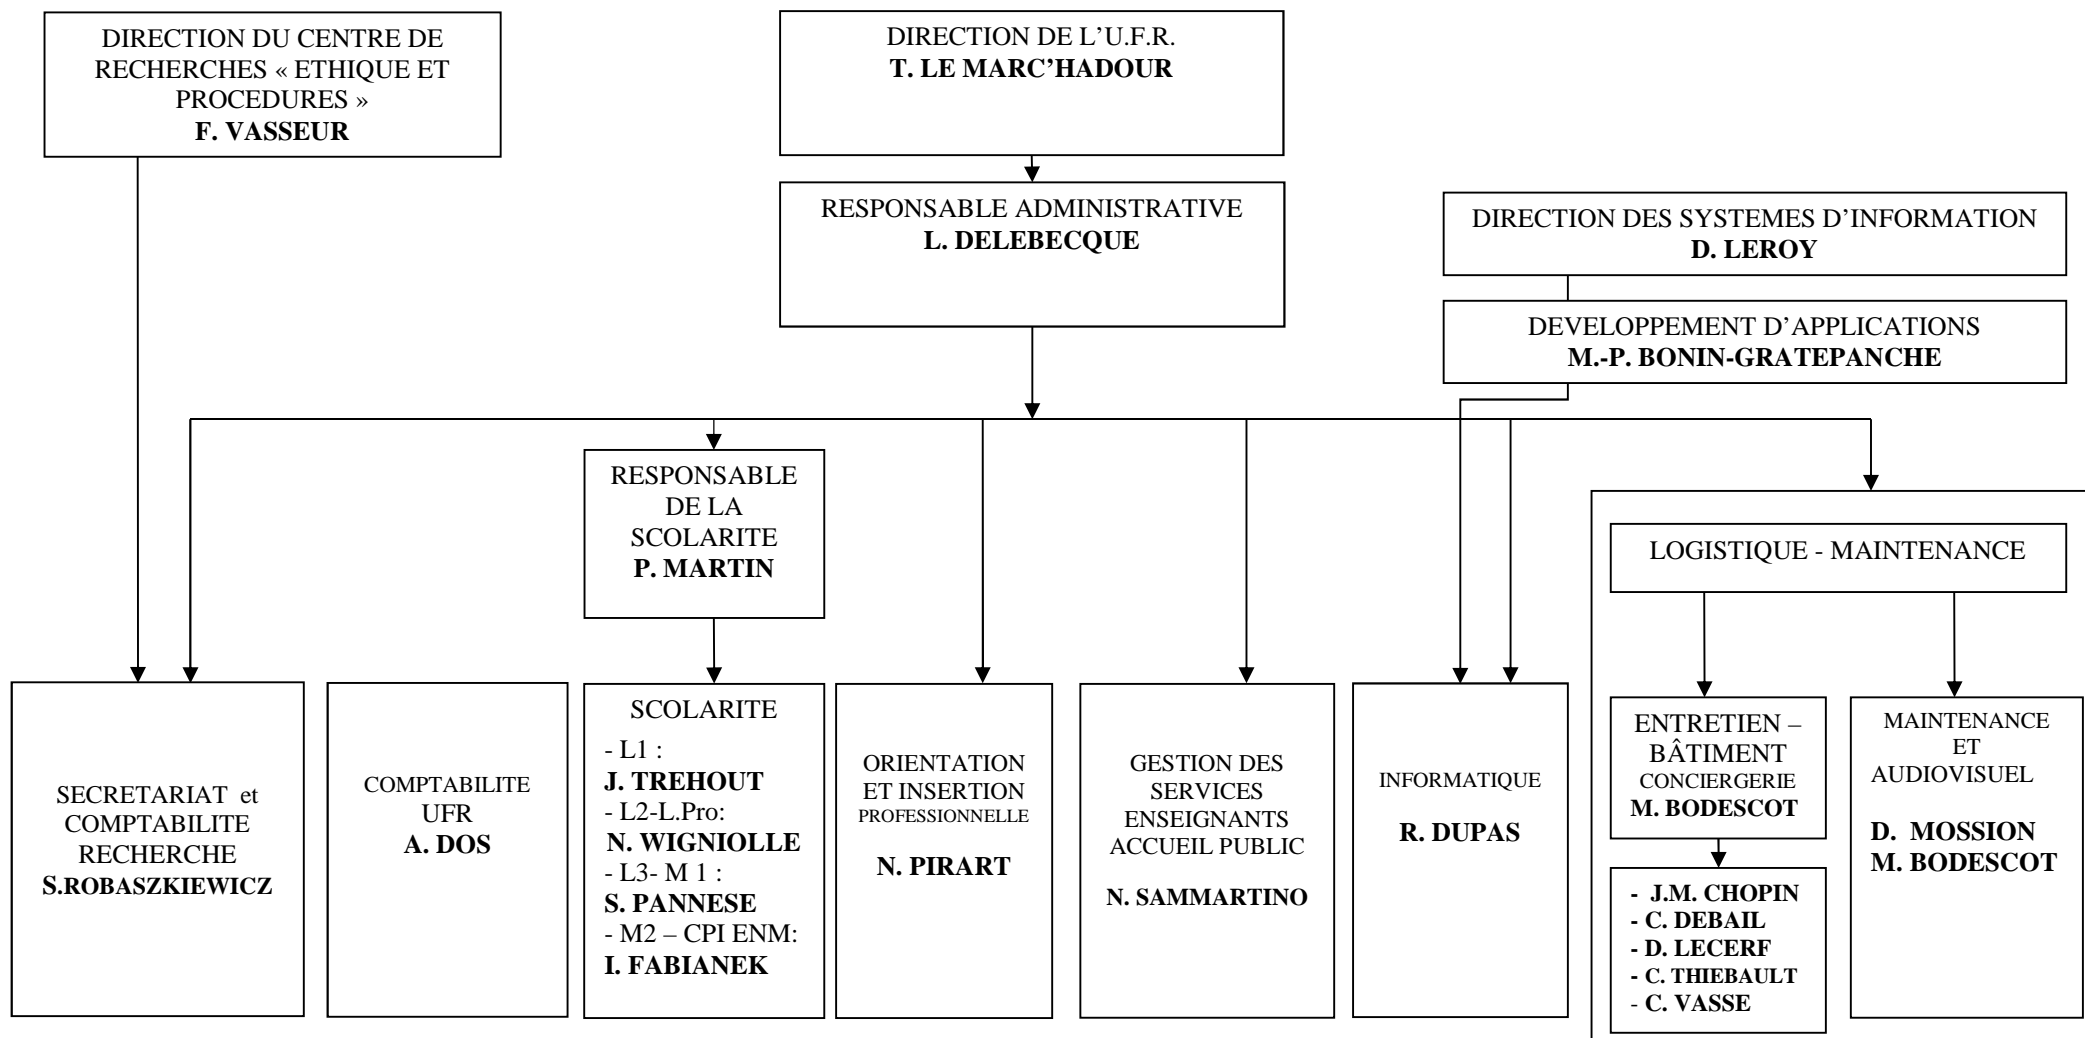 DIRECTION DU CENTRE DE
RECHERCHES « ETHIQUE ET
PROCEDURES »
F. VASSEUR
DIRECTION DE L’U.F.R.
T. LE MARC’HADOUR
RESPONSABLE ADMINISTRATIVE
L. DELEBECQUE
DIRECTION DES SYSTEMES D’INFORMATION
D. LEROY
DEVELOPPEMENT D’APPLICATIONS
M.-P. BONIN-GRATEPANCHE
RESPONSABLE
DE LA
SCOLARITE
P. MARTIN
LOGISTIQUE - MAINTENANCE
SECRETARIAT et
COMPTABILITE
RECHERCHE
S.ROBASZKIEWICZ
COMPTABILITE
UFR
A. DOS
SCOLARITE
- L1 :
J. TREHOUT
- L2-L.Pro:
N. WIGNIOLLE
- L3- M 1 :
S. PANNESE
- M2 – CPI ENM:
I. FABIANEK
ORIENTATION
ET INSERTION
PROFESSIONNELLE
N. PIRART
GESTION DES
SERVICES
ENSEIGNANTS
ACCUEIL PUBLIC
N. SAMMARTINO
INFORMATIQUE
R. DUPAS
ENTRETIEN –
BÂTIMENT
CONCIERGERIE
M. BODESCOT
- J.M. CHOPIN
- C. DEBAIL
- D. LECERF
- C. THIEBAULT
- C. VASSE
MAINTENANCE
ET
AUDIOVISUEL
D. MOSSION
M. BODESCOT